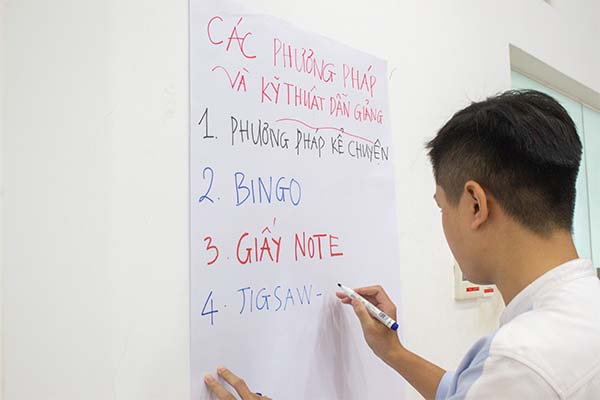 CÁC PHƯƠNG PHÁP
VÀ KỸ THUẬT DẪN GIẢNG
1. PHƯƠNG PHÁP KỂ CHUYỆN
2. BINGO
3. GIẤY NOTE
4. JIGSAW -